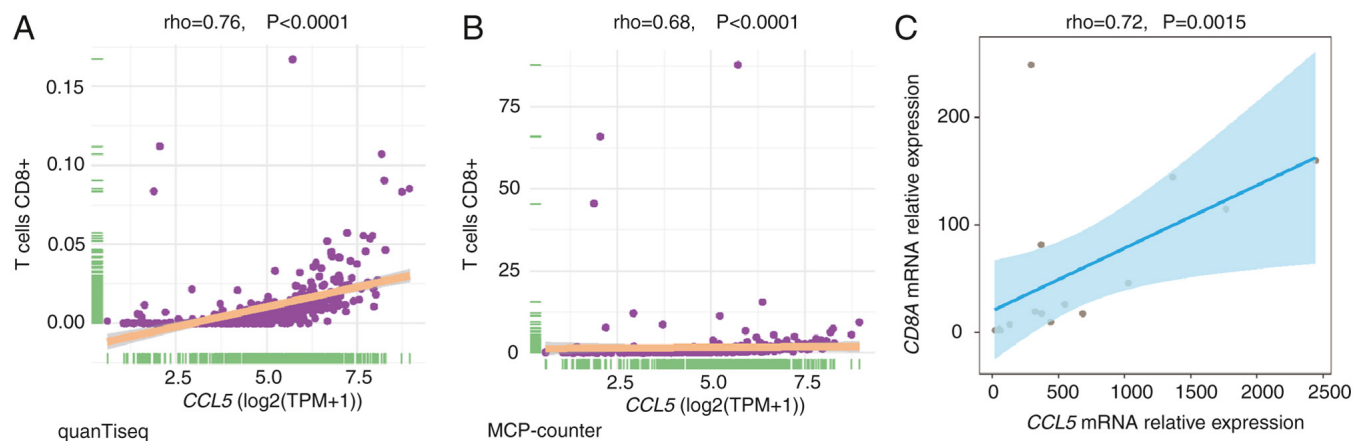 A
rho=0.76, P<0.0001
T cells CD8+
0.15
0.10
0.05
0.00
2.5 5.0 7.5
CCL5 (log2(TPM+1))
quanTiseq
B
rho=0.68, P<0.0001
T cells CD8+
75
50
25
0
2.5 5.0 7.5
CCL5 (log2(TPM+1))
MCP-counter
C
rho=0.72, P=0.0015
CD8A mRNA relative expression
200
100
0
0 500 1000 1500 2000 2500
CCL5 mRNA relative expression